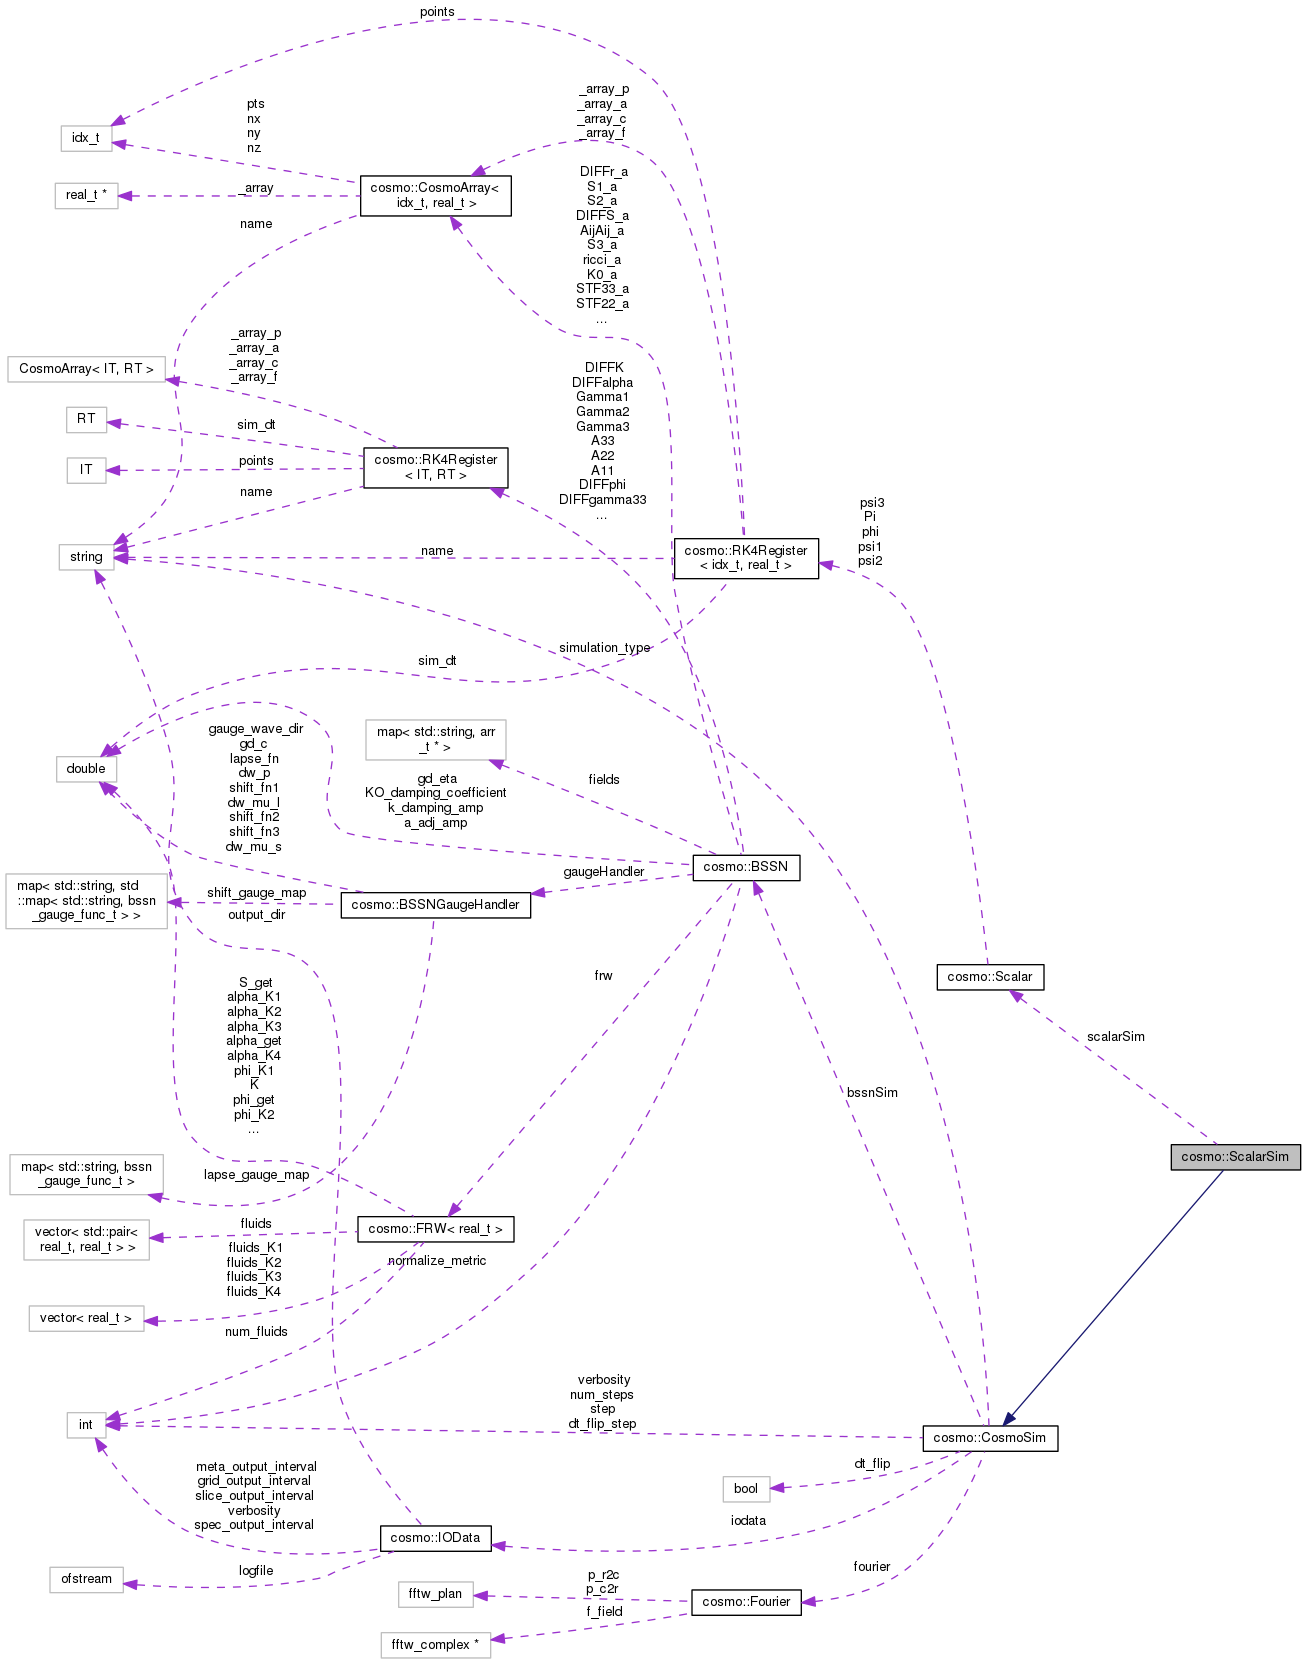 points
_array_p
_array_a
_array_c
_array_f
pts
nx
ny
nz
idx_t
real_t *
_array
cosmo::CosmoArray<
idx_t, real_t >
name
DIFFr_a
S1_a
S2_a
DIFFS_a
AijAij_a
S3_a
ricci_a
K0_a
STF33_a
STF22_a
...
_array_p
_array_a
_array_c
_array_f
CosmoArray< IT, RT >
RT
sim_dt
IT
points
cosmo::RK4Register
< IT, RT >
name
DIFFK
DIFFalpha
Gamma1
Gamma2
Gamma3
A33
A22
A11
DIFFphi
DIFFgamma33
...
string
name
cosmo::RK4Register
< idx_t, real_t >
psi3
Pi
phi
psi1
psi2
simulation_type
sim_dt
double
gauge_wave_dir
gd_c
lapse_fn
dw_p
shift_fn1
dw_mu_l
shift_fn2
shift_fn3
dw_mu_s
map< std::string, arr
_t * >
fields
gd_eta
KO_damping_coefficient
k_damping_amp
a_adj_amp
cosmo::BSSN
gaugeHandler
map< std::string, std
::map< std::string, bssn
_gauge_func_t > >
shift_gauge_map
cosmo::BSSNGaugeHandler
output_dir
cosmo::Scalar
frw
S_get
alpha_K1
alpha_K2
alpha_K3
alpha_get
alpha_K4
phi_K1
K
phi_get
phi_K2
...
scalarSim
bssnSim
cosmo::ScalarSim
map< std::string, bssn
_gauge_func_t >
lapse_gauge_map
vector< std::pair<
real_t, real_t > >
fluids
cosmo::FRW< real_t >
fluids_K1
fluids_K2
fluids_K3
fluids_K4
normalize_metric
vector< real_t >
num_fluids
int
verbosity
num_steps
step
dt_flip_step
cosmo::CosmoSim
dt_flip
bool
meta_output_interval
grid_output_interval
slice_output_interval
verbosity
spec_output_interval
iodata
cosmo::IOData
ofstream
logfile
fourier
fftw_plan
p_r2c
p_c2r
cosmo::Fourier
f_field
fftw_complex *